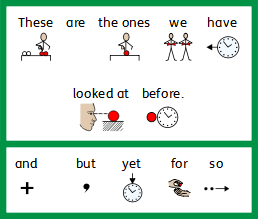 These are the ones we have
looked at before.
and but yet for so